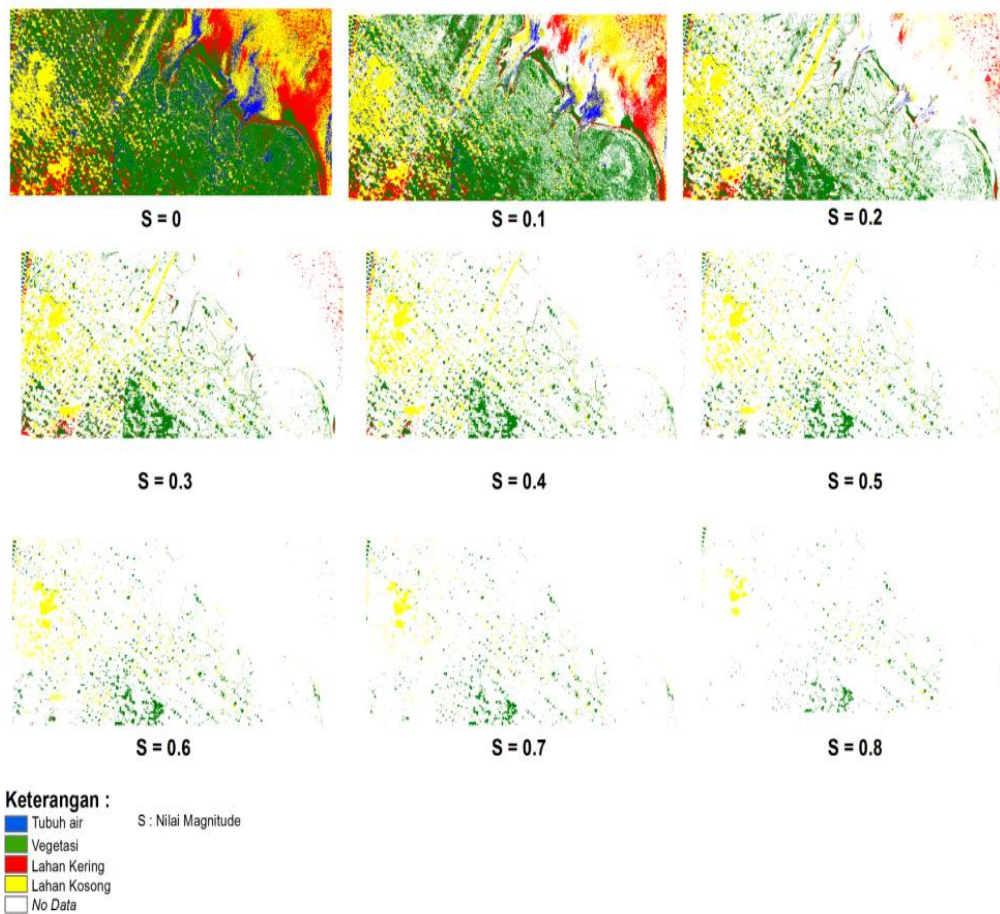 S = 0
S = 0.1
S = 0.2
S = 0.3
S = 0.4
S = 0.5
S = 0.6
S = 0.7
S = 0.8
Keterangan :
Tubuh air
S : Nilai Magnitude
Vegetasi
Lahan Kering
Lahan Kosong
No Data